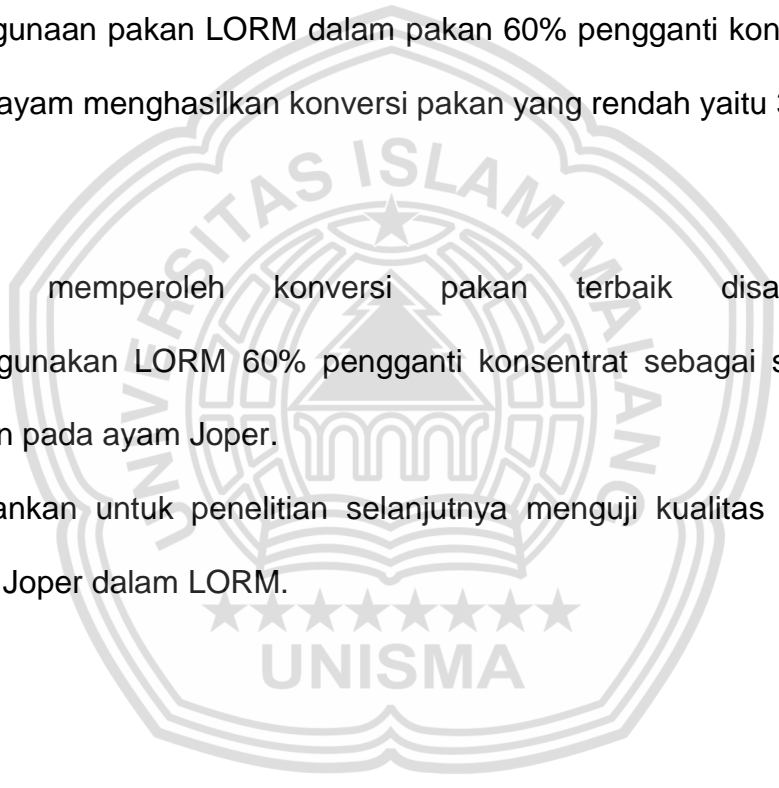 gunaan pakan LORM dalam pakan 60% pengganti kon
ayam menghasilkan konversi pakan yang rendah yaitu
memperoleh konversi pakan terbaik disa
gunakan LORM 60% pengganti konsentrat sebagai s
n pada ayam Joper.
ankan untuk penelitian selanjutnya menguji kualitas
Joper dalam LORM.
UNIVERSITAS ISLAM MALANG
UNISMA